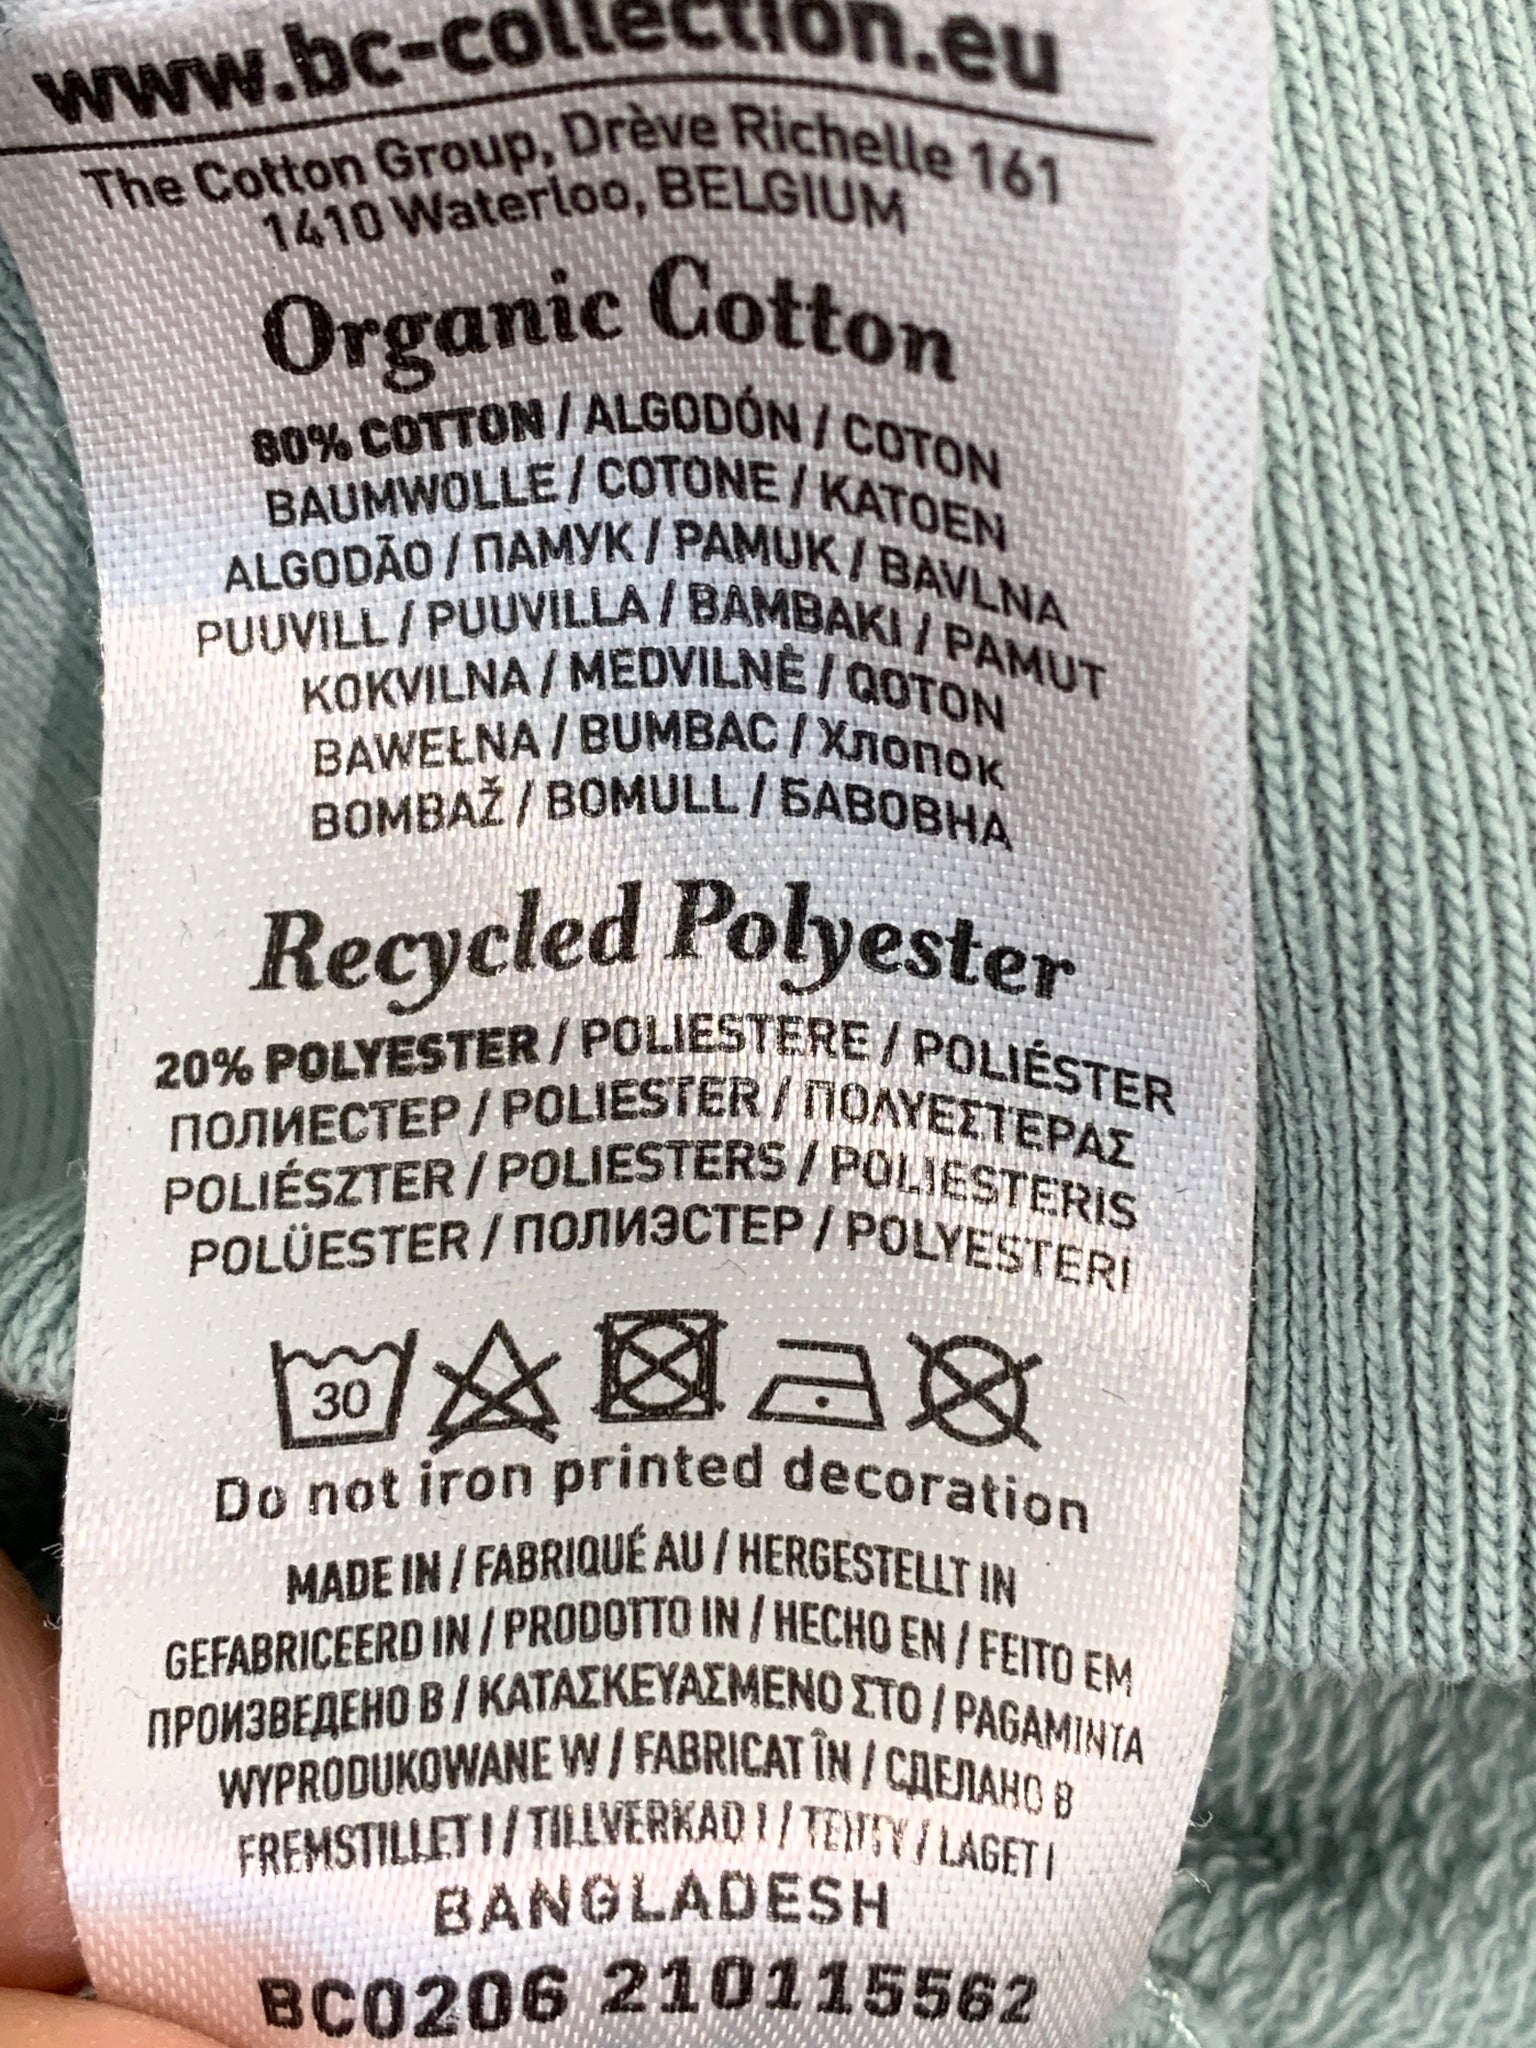 www.bc-collection.eu
The Cotton Group, Drève Richelle 161
1410 Waterloo, BELGIUM
Organic Cotton
80% COTTON / ALGODÓN / COTON
BAUMWOLLE / COTONE / KATOEN
ALGODÃO / ПАМУК / PAMUK / BAVLNA
PUUVILL / PUUVILLA / BAMBAKI / PAMUT
KOKVILNA / MEDVILNĖ / QOTON
BAWEŁNA / BUMBAC / Хлопок
BOMBAŽ / BOMULL / БАВОВНА
Recycled Polyester
20% POLYESTER / POLIESTERE / POLIÉSTER
ПОЛИЕСТЕР / POLIESTER / ΠΟΛΥΕΣΤΕΡΑΣ
POLIÉSZTER / POLIESTERS / POLIESTERIS
POLÜESTER / ПОЛИЭСТЕР / POLYESTERI
30
Do not iron printed decoration
MADE IN / FABRIQUÉ AU / HERGESTELLT IN
GEFABRICEERD IN / PRODOTTO IN / HECHO EN / FEITO EM
ПРОИЗВЕДЕНО В / ΚΑΤΑΣΚΕΥΑΣΜΕΝΟ ΣΤΟ / PAGAMINTA
WYPRODUKOWANE W / FABRICAT ÎN / СДЕЛАНО В
FREMSTILLET I / TILLVERKAD I / / LAGET I
BANGLADESH
BC0206 210115562